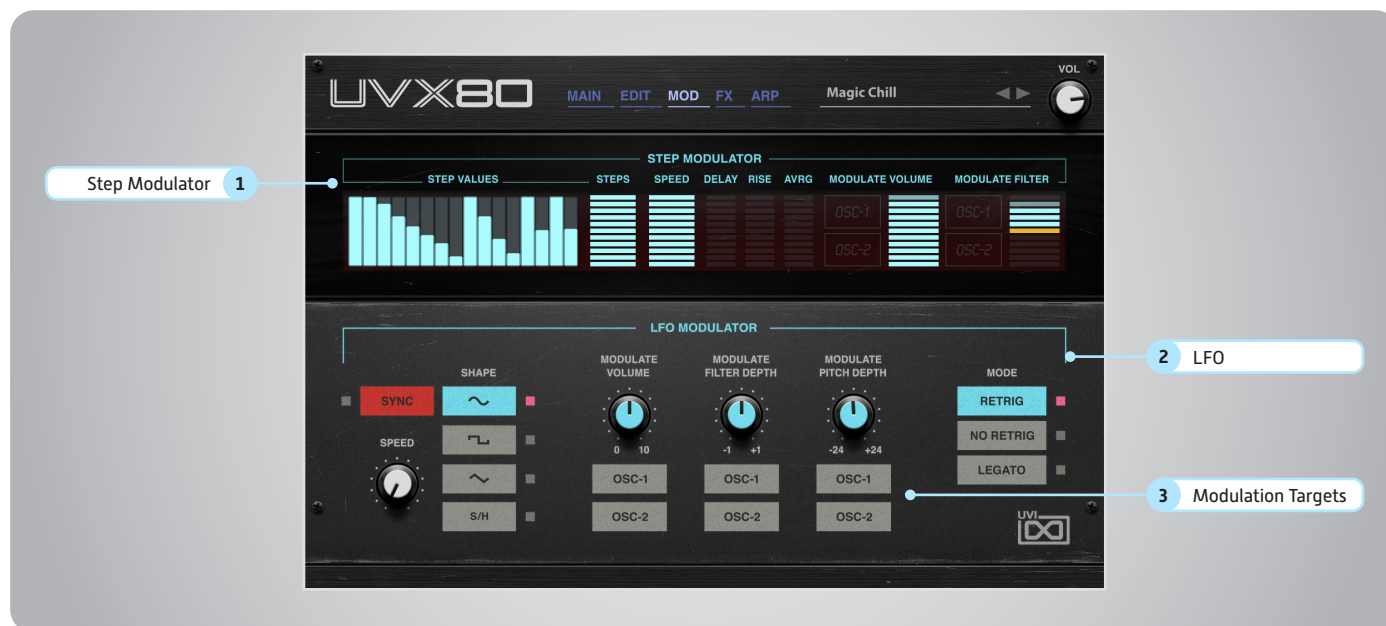 UVX80
MAIN EDIT MOD FX ARP
Magic Chill
VOL
STEP MODULATOR
STEP VALUES STEPS SPEED DELAY RISE AVRG MODULATE VOLUME MODULATE FILTER
OSC-1 OSC-1
OSC-2 OSC-2
Step Modulator 1
LFO MODULATOR
2 LFO
SHAPE
MODULATE
VOLUME
MODULATE
FILTER DEPTH
MODULATE
PITCH DEPTH
MODE
SYNC
RETRIG
SPEED
NO RETRIG
0 10
-1 +1
-24 +24
LEGATO
OSC-1 OSC-1 OSC-1
S/H
OSC-2 OSC-2 OSC-2
3 Modulation Targets
UVI